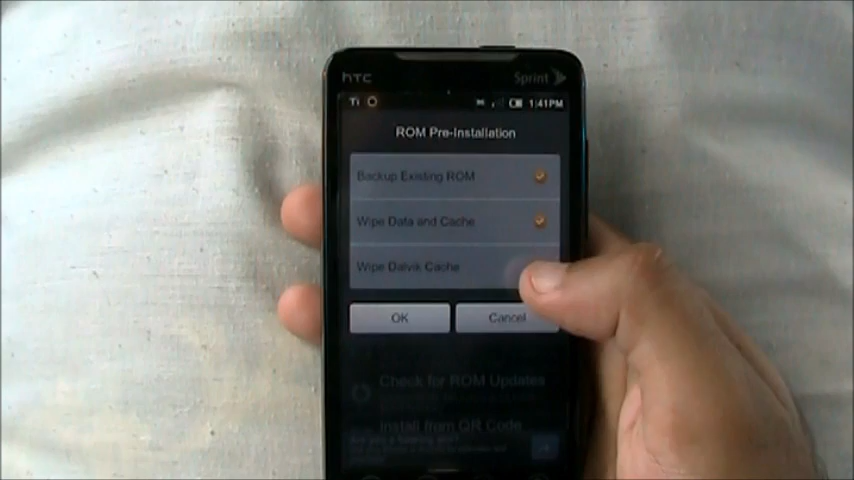 hTC Sprint
Ti 1:41PM
ROM Pre-Installation
Backup Existing ROM
Wipe Data and Cache
Wipe Dalvik Cache
OK Cancel
Check for ROM Updates
Install from QR Code